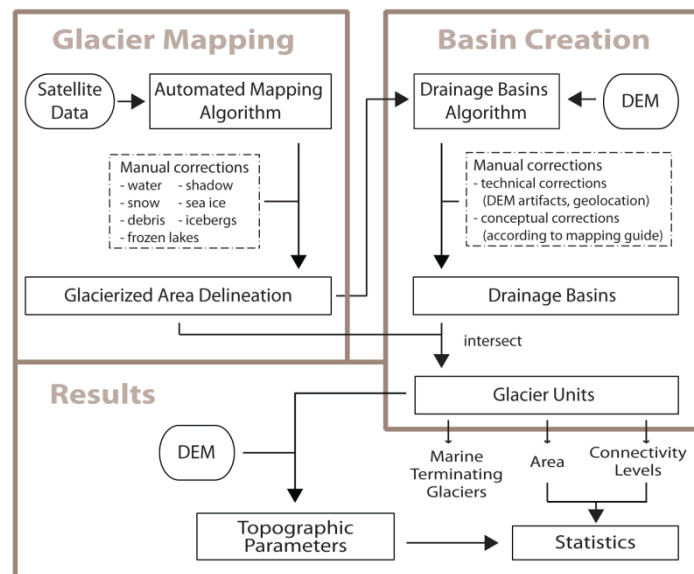 Glacier Mapping
Satellite
Data
Automated Mapping
Algorithm
Manual corrections
- water - shadow
- snow - sea ice
- debris - icebergs
- frozen lakes
Glacierized Area Delineation
Basin Creation
Drainage Basins
Algorithm
DEM
Manual corrections
- technical corrections
(DEM artifacts, geolocation)
- conceptual corrections
(according to mapping guide)
Drainage Basins
intersect
Glacier Units
Results
DEM
Marine
Terminating
Glaciers
Area
Connectivity
Levels
Topographic
Parameters
Statistics